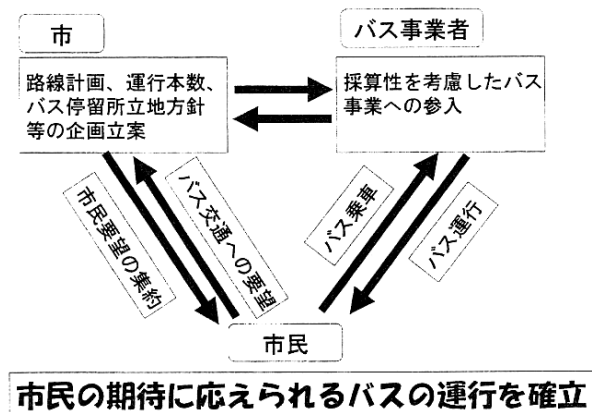 市
バス事業者
路線計画、運行本数、
バス停留所立地方針
等の企画立案
採算性を考慮したバス
事業への参入
市民要望の集約
バス交通への要望
バス乗車
バス運行
市民
市民の期待に応えられるバスの運行を確立